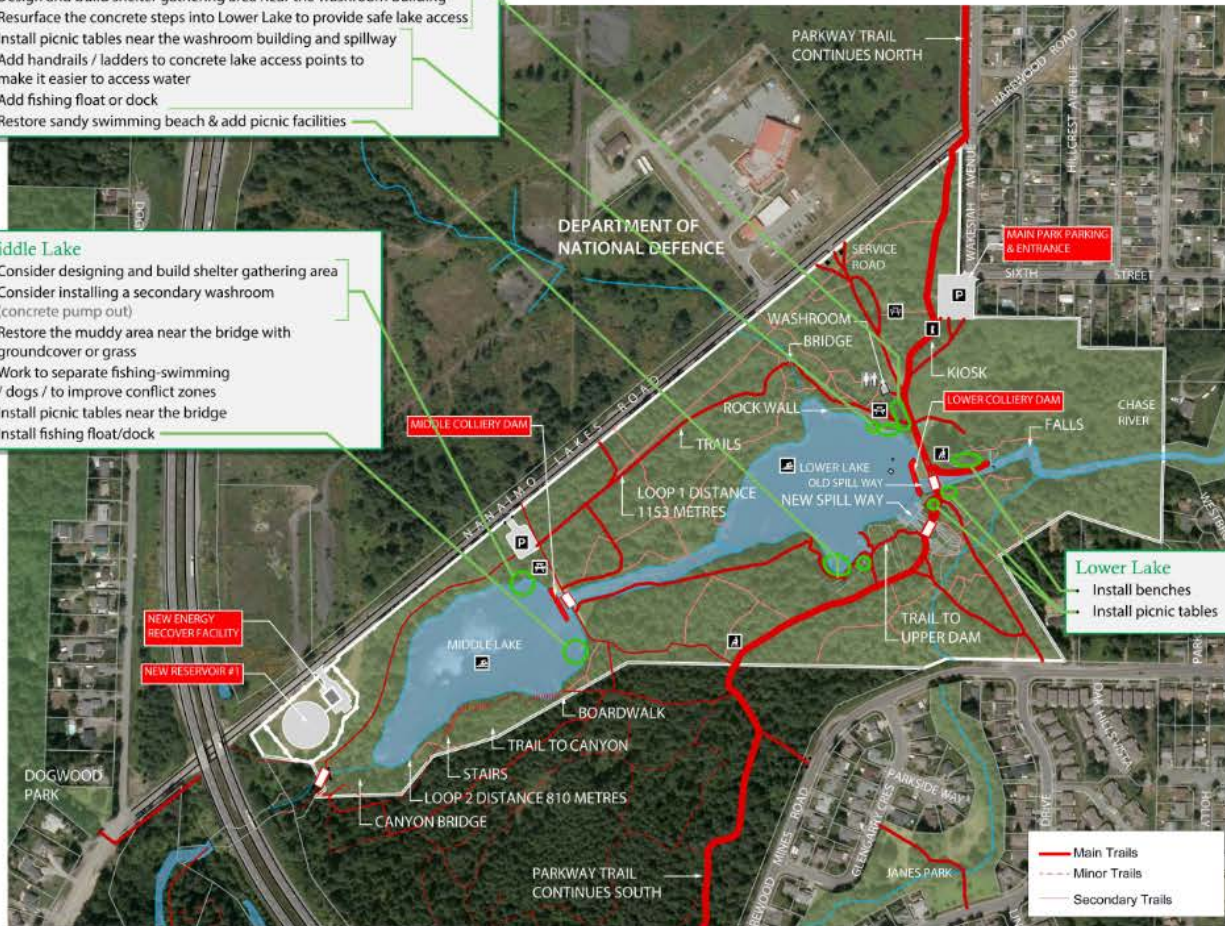 Resurface the concrete steps into Lower Lake to provide safe lake access
Install picnic tables near the washroom building and spillway
Add handrails / ladders to concrete lake access points to
make it easier to access water
Add fishing float or dock
Restore sandy swimming beach & add picnic facilities
iddle Lake
Consider designing and build shelter gathering area
Consider installing a secondary washroom
(concrete pump out)
Restore the muddy area near the bridge with
groundcover or grass
Work to separate fishing-swimming
/ dogs / to improve conflict zones
Install picnic tables near the bridge
Install fishing float/dock
PARKWAY TRAIL
CONTINUES NORTH
HAREWOOD ROAD
WAKESIAH AVENUE
HILLCREST AVENUE
DEPARTMENT OF
NATIONAL DEFENCE
MAIN PARK PARKING
& ENTRANCE
SIXTH STREET
SERVICE
ROAD
P
WASHROOM
BRIDGE
KIOSK
ROCK WALL
LOWER COLLIERY DAM
CHASE
RIVER
FALLS
MIDDLE COLLIERY DAM
NANAIMO LAKES ROAD
TRAILS
LOWER LAKE
OLD SPILL WAY
NEW SPILL WAY
LOOP 1 DISTANCE
1153 METRES
P
Lower Lake
Install benches
Install picnic tables
NEW ENERGY
RECOVER FACILITY
NEW RESERVOIR #1
MIDDLE LAKE
TRAIL TO
UPPER DAM
BOARDWALK
TRAIL TO CANYON
STAIRS
LOOP 2 DISTANCE 810 METRES
CANYON BRIDGE
DOGWOOD
PARK
PARKWAY TRAIL
CONTINUES SOUTH
EWOOD MINES ROAD
GLENGARRY CRES
PARKSIDE WAY
JANES PARK
DRIVE
Main Trails
Minor Trails
Secondary Trails